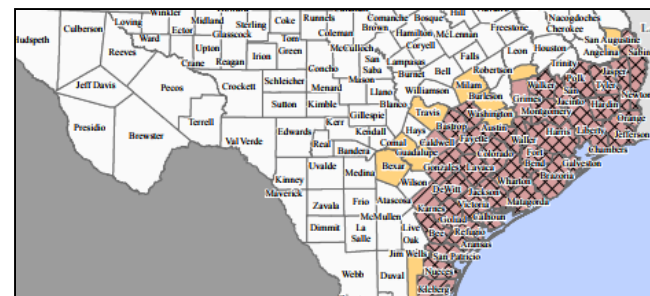 Winkler
Midland
Sterling
Coke
Runnels
Coleman
Comanche
Bosque
Hill
Nacogdoches
Culberson
Loving
Ector
Glasscock
Tom
Brown
Hamilton
McLennan
Freestone
Cherokee
Hudspeth
Ward
Upton
Irion
Green
McCulloch
Coryell
Leon
Houston
San Augustine
Reeves
Crane
Reagan
Concho
San
Saba
Lampasas
Falls
Robertson
Trinity
Angelina
Sabin
Jeff Davis
Pecos
Crockett
Schleicher
Menard
Mason
Burnet
Bell
Milam
Walker
Polk
Jasper
Tyler
Newton
Sutton
Kimble
Llano
Williamson
Burleson
Grimes
San
Jacinto
Hardin
Presidio
Brewster
Terrell
Gillespie
Blanco
Travis
Washington
Montgomery
Orange
Val Verde
Edwards
Kerr
Kendall
Hays
Bastrop
Austin
Waller
Harris
Liberty
Jefferson
Real
Bandera
Comal
Caldwell
Fayette
Chambers
Kinney
Uvalde
Medina
Bexar
Guadalupe
Gonzales
Colorado
Lavaca
Fort
Bend
Galveston
Maverick
Zavala
Frio
Atascosa
Wilson
DeWitt
Wharton
Brazoria
McMullen
Karnes
Jackson
Victoria
Matagorda
Dimmit
La
Salle
Live
Oak
Bee
Goliad
Calhoun
Refugio
Aransas
Jim Wells
San Patricio
Webb
Duval
Nueces
Kleberg